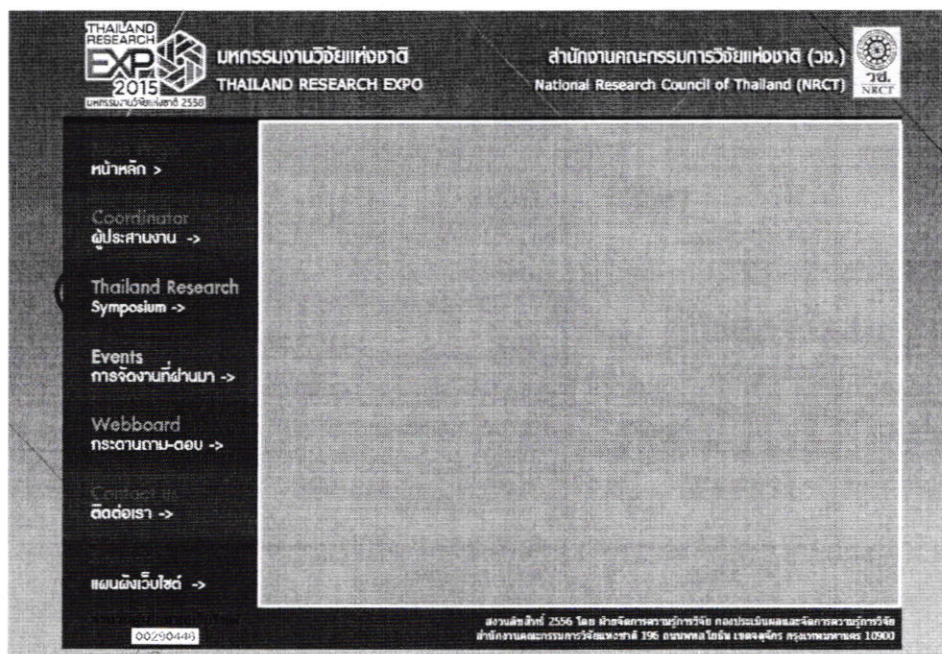 THAILAND
RESEARCH
EXPO
2015
มหกรรมงานวิจัยแห่งชาติ 2558
มหกรรมงานวิจัยแห่งชาติ
THAILAND RESEARCH EXPO
สำนักงานคณะกรรมการวิจัยแห่งชาติ (วช.)
National Research Council of Thailand (NRCT)
วช.
NRCT
หน้าหลัก >
Coordinator
ผู้ประสานงาน ->
Thailand Research
Symposium ->
Events
การจัดงานที่ผ่านมา ->
Webboard
กระดานถาม-ตอบ ->
Contact us
ติดต่อเรา ->
แผนผังเว็บไซต์ ->
00290446
สงวนลิขสิทธิ์ 2556 โดย ฝ่ายจัดการความรู้การวิจัย กองประเมินผลและจัดการความรู้การวิจัย
สำนักงานคณะกรรมการวิจัยแห่งชาติ 196 ถนนพหลโยธิน เขตจตุจักร กรุงเทพมหานคร 10900